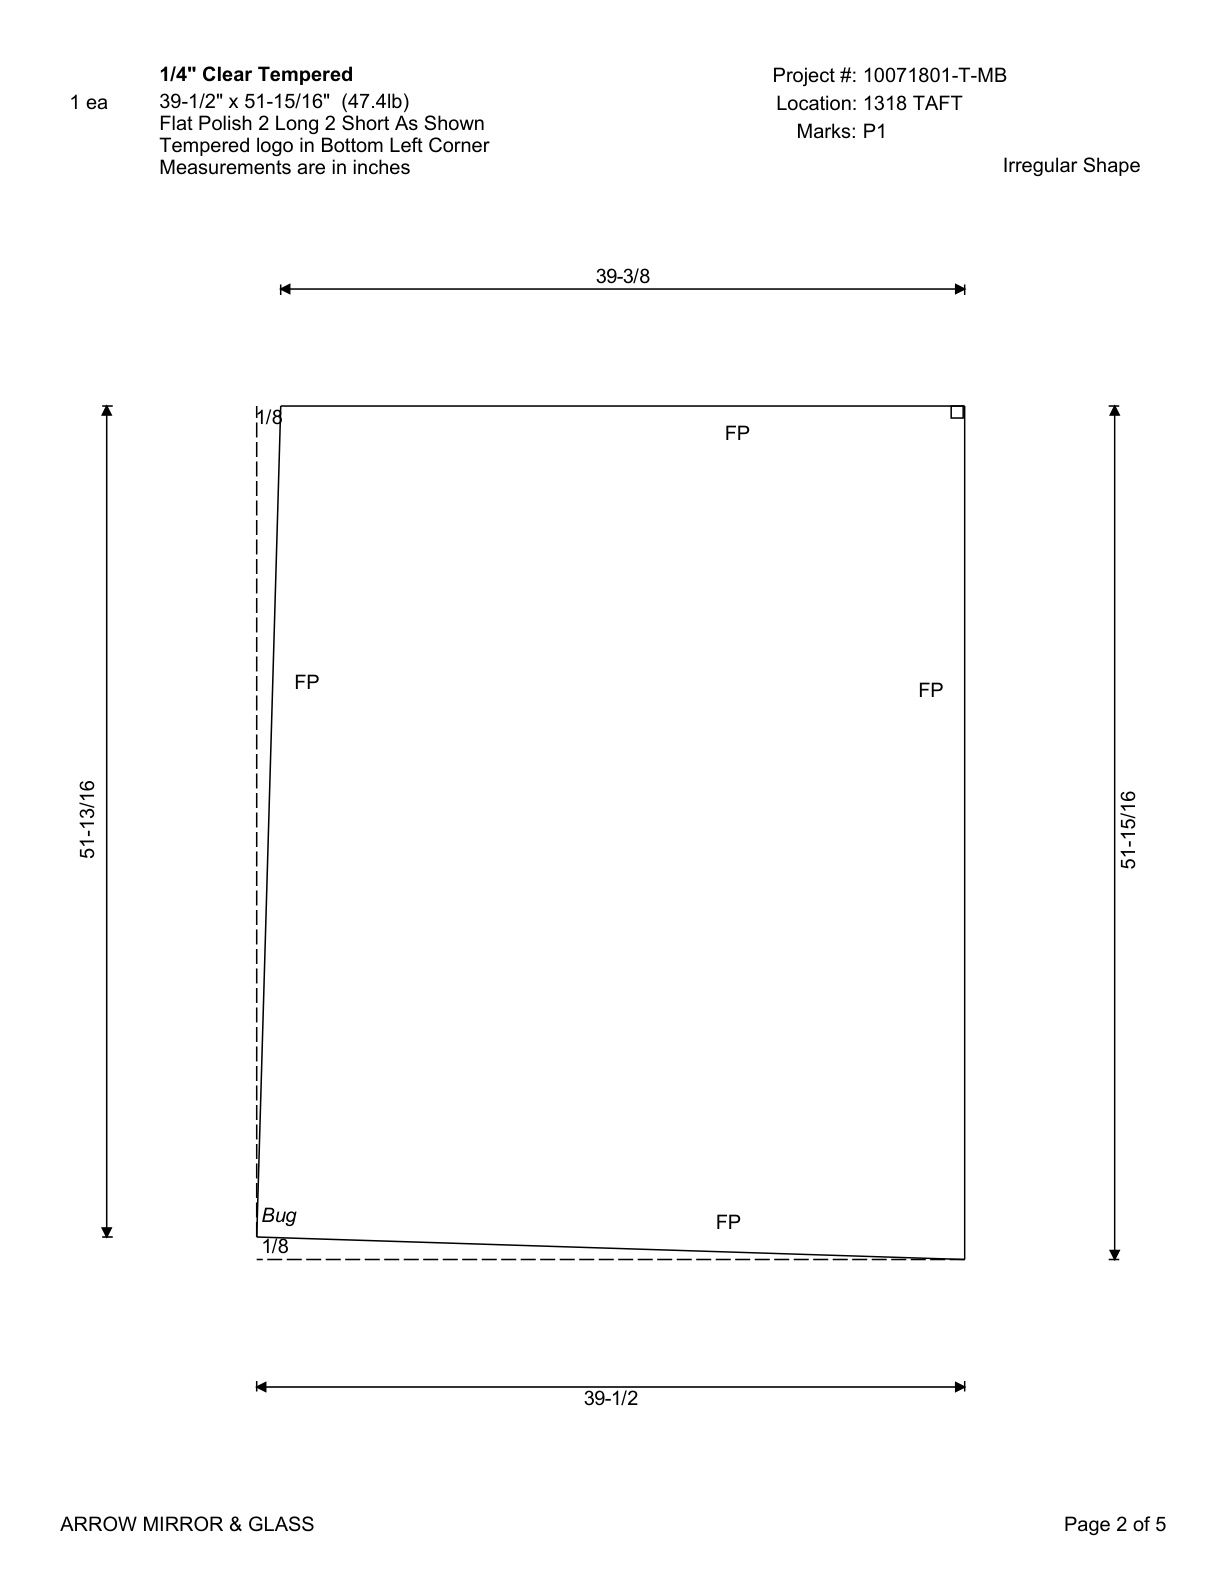 1/4" Clear Tempered
1 ea
39-1/2" x 51-15/16" (47.4lb)
Flat Polish 2 Long 2 Short As Shown
Tempered logo in Bottom Left Corner
Measurements are in inches
Project #: 10071801-T-MB
Location: 1318 TAFT
Marks: P1
Irregular Shape
39-3/8
1/8
FP
FP
FP
51-13/16
51-15/16
Bug
FP
1/8
39-1/2
ARROW MIRROR & GLASS
Page 2 of 5